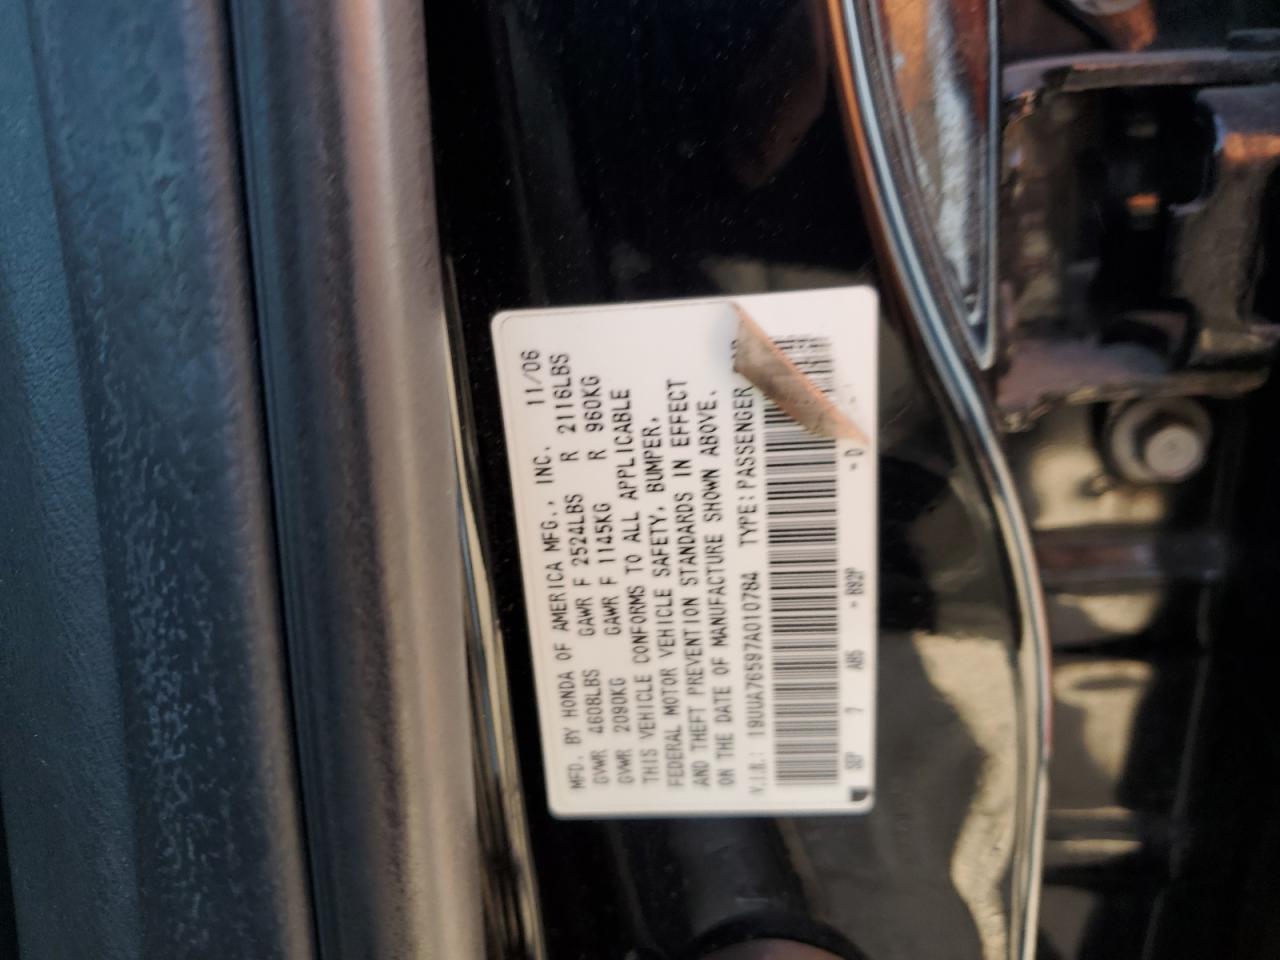 MFD. BY HONDA OF AMERICA MFG., INC. 11/06
GVWR 4608LBS GAWR F 2524LBS R 2116LBS
GVWR 2090KG GAWR F 1145KG R 960KG
THIS VEHICLE CONFORMS TO ALL APPLICABLE
FEDERAL MOTOR VEHICLE SAFETY, BUMPER,
AND THEFT PREVENTION STANDARDS IN EFFECT
ON THE DATE OF MANUFACTURE SHOWN ABOVE.
V.I.N.: 19UUA76597A010784 TYPE: PASSENGER
7 - B92P - D